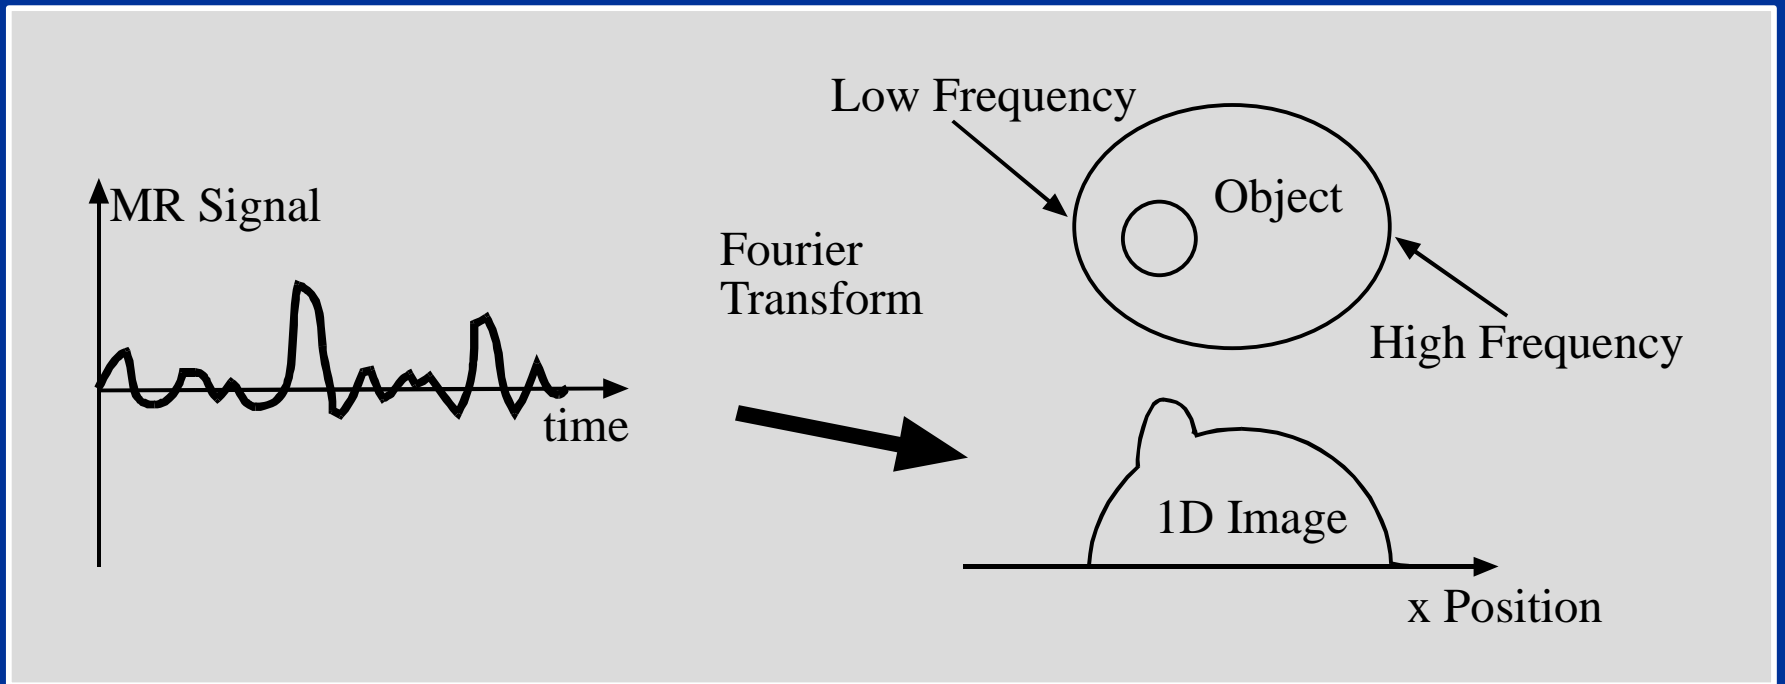 MR Signal
time
Fourier
Transform
Low Frequency
Object
High Frequency
1D Image
x Position